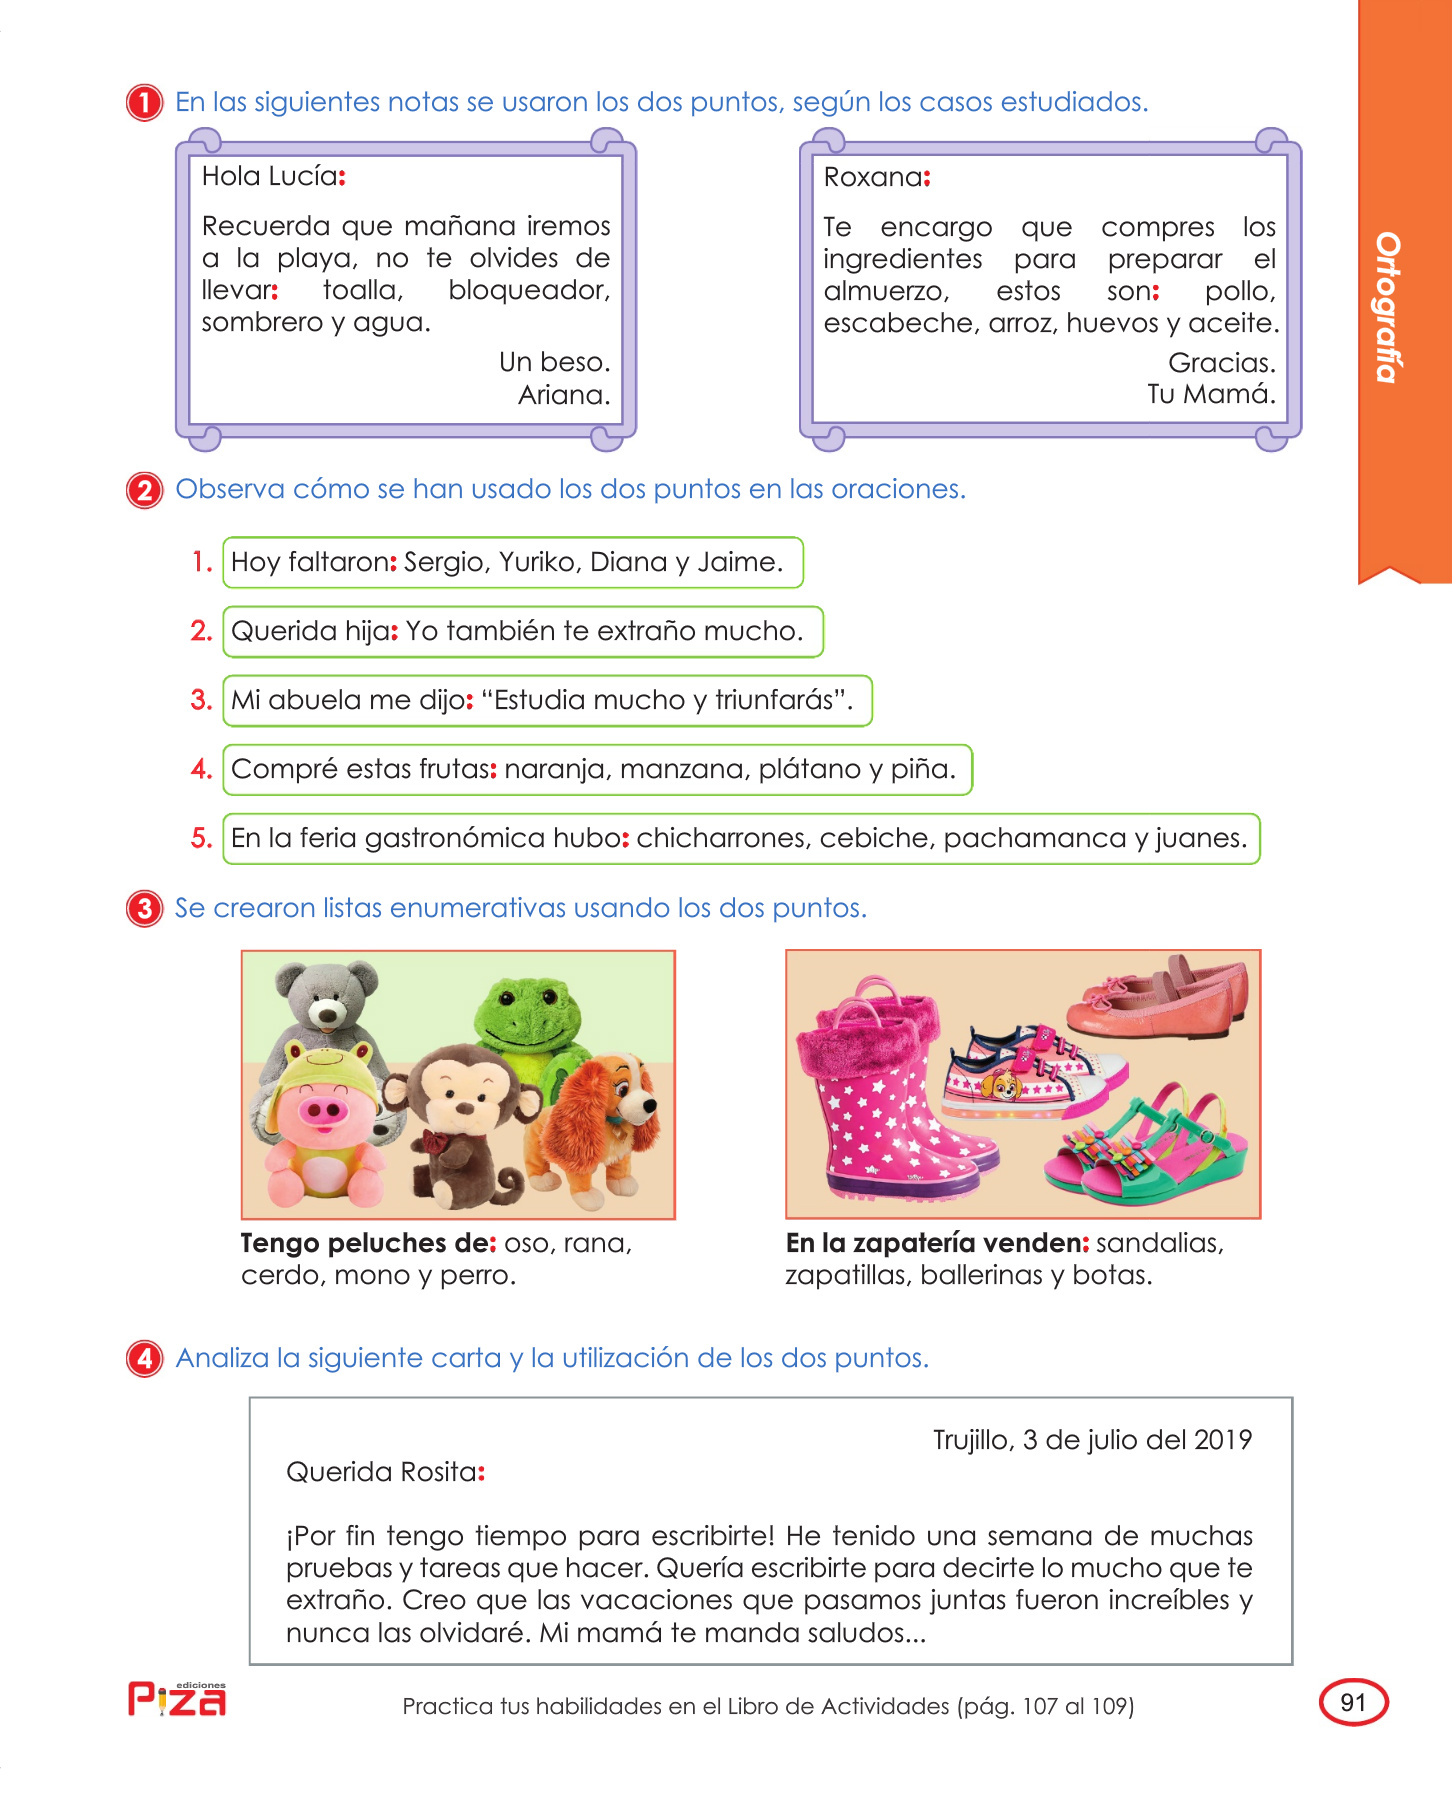 1 En las siguientes notas se usaron los dos puntos, según los casos estudiados.
Hola Lucía:
Recuerda que mañana iremos
a la playa, no te olvides de
llevar: toalla, bloqueador,
sombrero y agua.
Un beso.
Ariana.
Roxana:
Te encargo que compres los
ingredientes para preparar el
almuerzo, estos son: pollo,
escabeche, arroz, huevos y aceite.
Gracias.
Tu Mamá.
Ortografía
2 Observa cómo se han usado los dos puntos en las oraciones.
1. Hoy faltaron: Sergio, Yuriko, Diana y Jaime.
2. Querida hija: Yo también te extraño mucho.
3. Mi abuela me dijo: “Estudia mucho y triunfarás”.
4. Compré estas frutas: naranja, manzana, plátano y piña.
5. En la feria gastronómica hubo: chicharrones, cebiche, pachamanca y juanes.
3 Se crearon listas enumerativas usando los dos puntos.
Tengo peluches de: oso, rana,
cerdo, mono y perro.
En la zapatería venden: sandalias,
zapatillas, ballerinas y botas.
4 Analiza la siguiente carta y la utilización de los dos puntos.
Trujillo, 3 de julio del 2019
Querida Rosita:
¡Por fin tengo tiempo para escribirte! He tenido una semana de muchas
pruebas y tareas que hacer. Quería escribirte para decirte lo mucho que te
extraño. Creo que las vacaciones que pasamos juntas fueron increíbles y
nunca las olvidaré. Mi mamá te manda saludos...
ediciones
Piza
Practica tus habilidades en el Libro de Actividades (pág. 107 al 109)
91